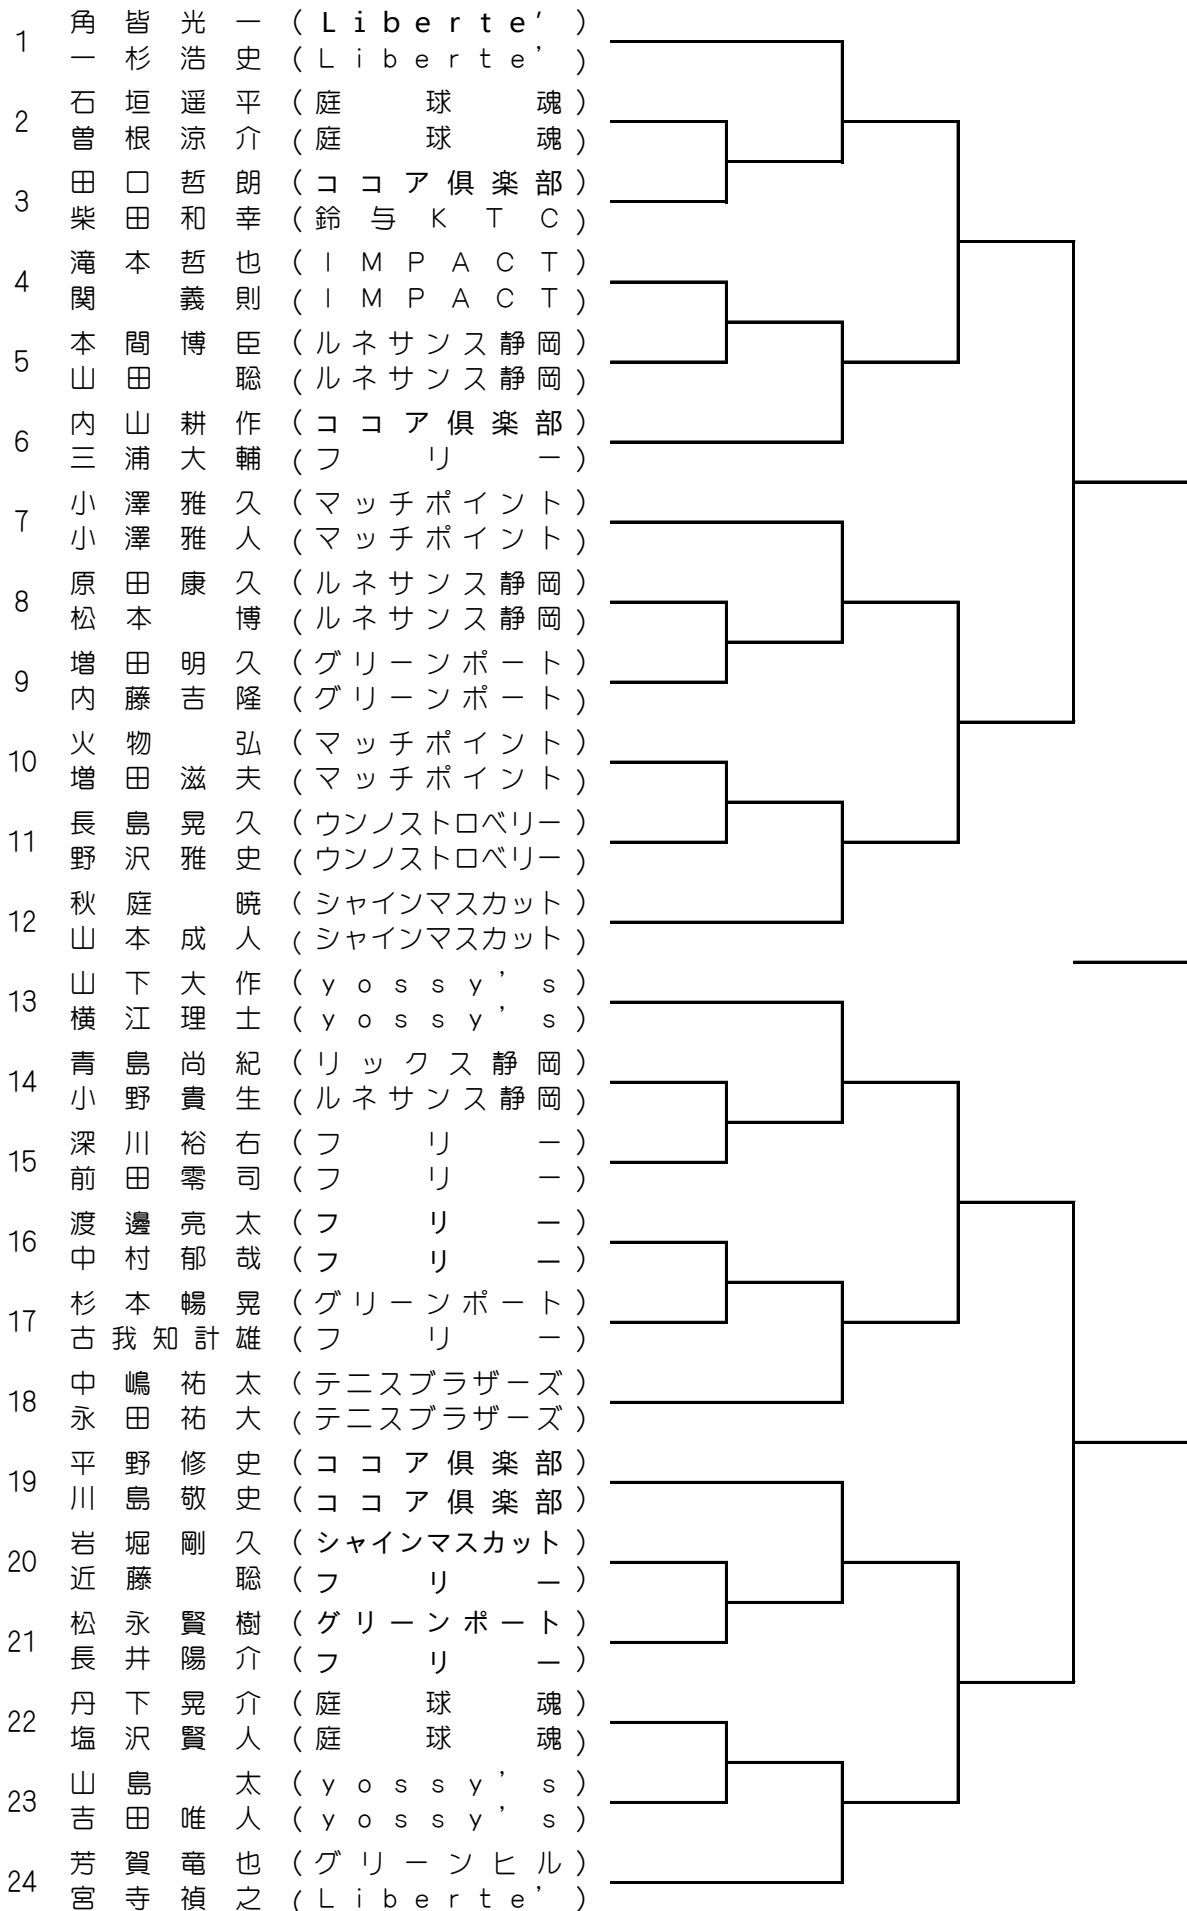 1 角皆光一 (Liberte')
一杉浩史 (Liberte')
2 石垣遥平 (庭球魂)
曽根涼介 (庭球魂)
3 田口哲朗 (ココア倶楽部)
柴田和幸 (鈴与KTC)
4 滝本哲也 (IMPACT)
関義則 (IMPACT)
5 本間博臣 (ルネサンス静岡)
山田聡 (ルネサンス静岡)
6 内山耕作 (ココア倶楽部)
三浦大輔 (フリー)
7 小澤雅久 (マッチポイント)
小澤雅人 (マッチポイント)
8 原田康久 (ルネサンス静岡)
松本博 (ルネサンス静岡)
9 増田明久 (グリーンポート)
内藤吉隆 (グリーンポート)
10 火物弘 (マッチポイント)
増田滋夫 (マッチポイント)
11 長島晃久 (ウンノストロベリー)
野沢雅史 (ウンノストロベリー)
12 秋庭暁 (シャインマスカット)
山本成人 (シャインマスカット)
13 山下大作 (yossy's)
横江理士 (yossy's)
14 青島尚紀 (リックス静岡)
小野貴生 (ルネサンス静岡)
15 深川裕右 (フリー)
前田零司 (フリー)
16 渡邊亮太 (フリー)
中村郁哉 (フリー)
17 杉本暢晃 (グリーンポート)
古我知計雄 (フリー)
18 中嶋祐太 (テニスブラザーズ)
永田祐大 (テニスブラザーズ)
19 平野修史 (ココア倶楽部)
川島敬史 (ココア倶楽部)
20 岩堀剛久 (シャインマスカット)
近藤聡 (フリー)
21 松永賢樹 (グリーンポート)
長井陽介 (フリー)
22 丹下晃介 (庭球魂)
塩沢賢人 (庭球魂)
23 山島太 (yossy's)
吉田唯人 (yossy's)
24 芳賀竜也 (グリーンヒル)
宮寺禎之 (Liberte')